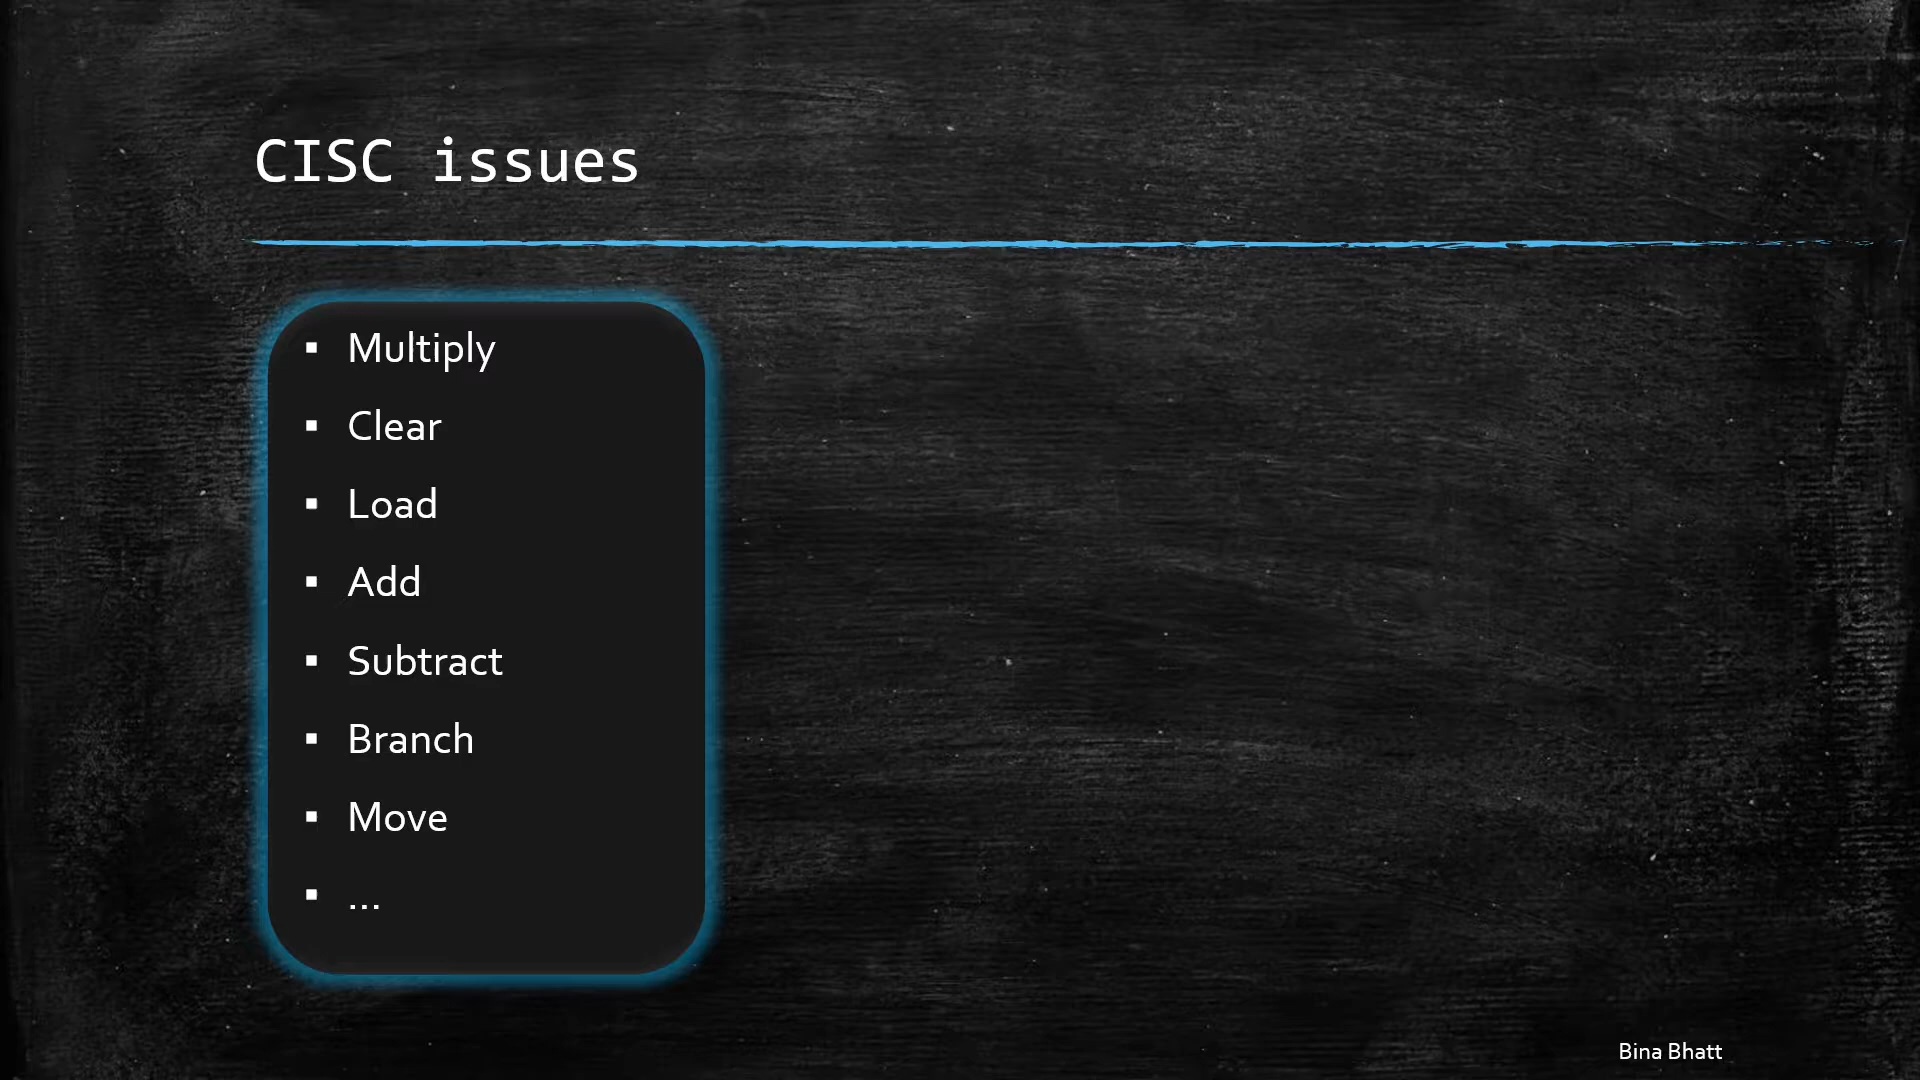 CISC issues
▪ Multiply
▪ Clear
▪ Load
▪ Add
▪ Subtract
▪ Branch
▪ Move
▪ ...
Bina Bhatt